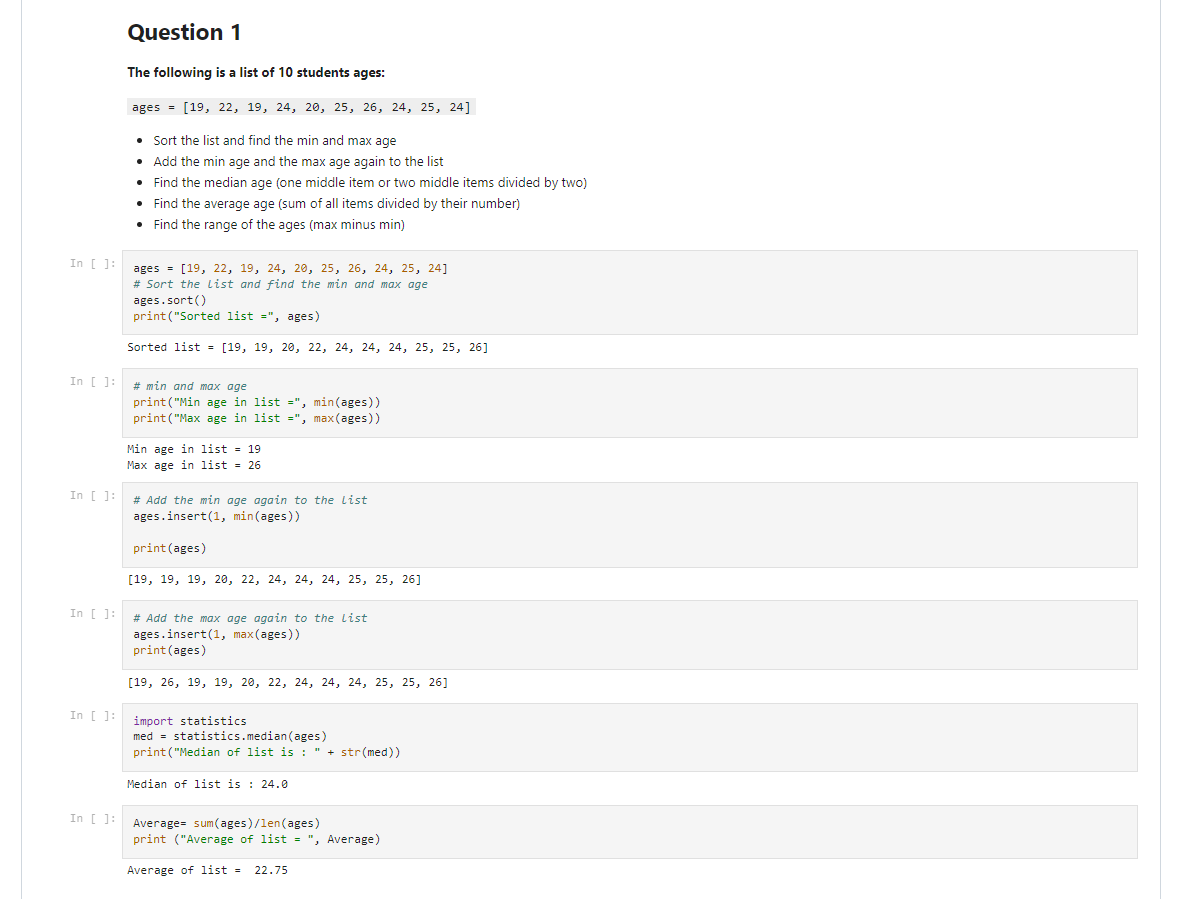 Question 1
The following is a list of 10 students ages:
ages = [19, 22, 19, 24, 20, 25, 26, 24, 25, 24]
• Sort the list and find the min and max age
• Add the min age and the max age again to the list
• Find the median age (one middle item or two middle items divided by two)
• Find the average age (sum of all items divided by their number)
• Find the range of the ages (max minus min)
In [ ]:
ages = [19, 22, 19, 24, 20, 25, 26, 24, 25, 24]
# Sort the list and find the min and max age
ages.sort()
print("Sorted list =", ages)
Sorted list = [19, 19, 20, 22, 24, 24, 24, 25, 25, 26]
In [ ]:
# min and max age
print("Min age in list =", min(ages))
print("Max age in list =", max(ages))
Min age in list = 19
Max age in list = 26
In [ ]:
# Add the min age again to the list
ages.insert(1, min(ages))
print(ages)
[19, 19, 19, 20, 22, 24, 24, 24, 25, 25, 26]
In [ ]:
# Add the max age again to the list
ages.insert(1, max(ages))
print(ages)
[19, 26, 19, 19, 20, 22, 24, 24, 24, 25, 25, 26]
In [ ]:
import statistics
med = statistics.median(ages)
print("Median of list is : " + str(med))
Median of list is : 24.0
In [ ]:
Average= sum(ages)/len(ages)
print ("Average of list = ", Average)
Average of list =  22.75